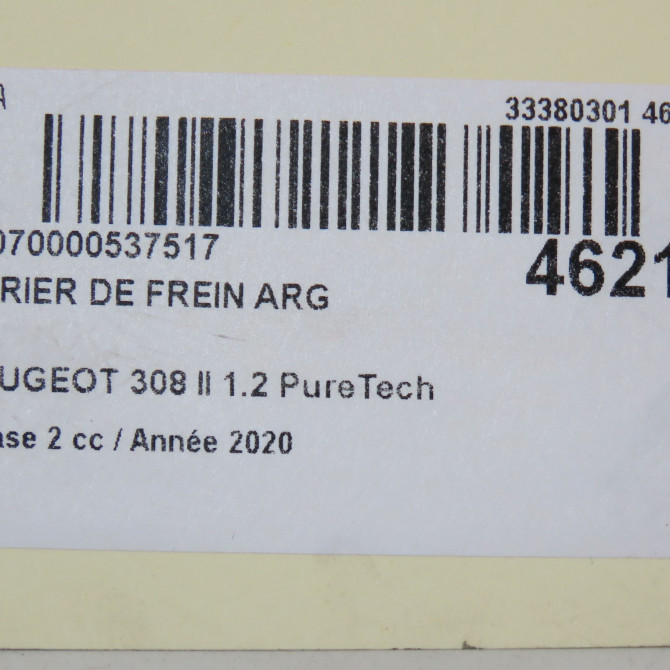 A
33380301 46
070000537517
4621
RIER DE FREIN ARG
UGEOT 308 II 1.2 PureTech
ase 2 cc / Année 2020